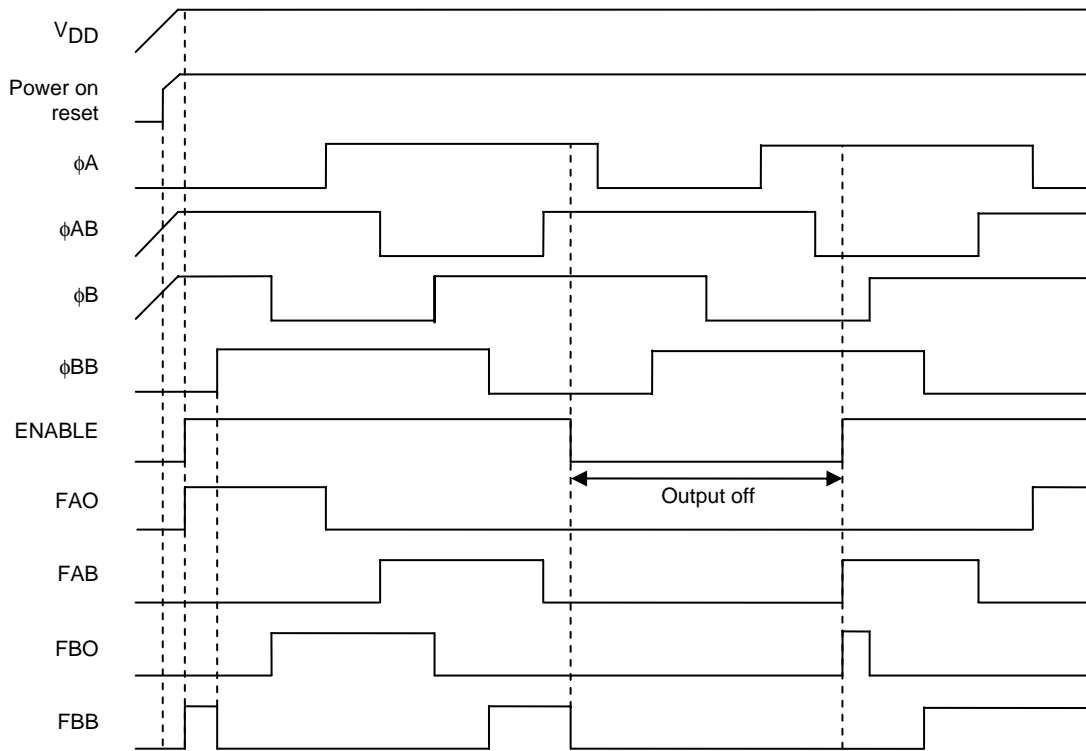 VDD
Power on
reset
ϕA
ϕAB
ϕB
ϕBB
ENABLE
Output off
FAO
FAB
FBO
FBB